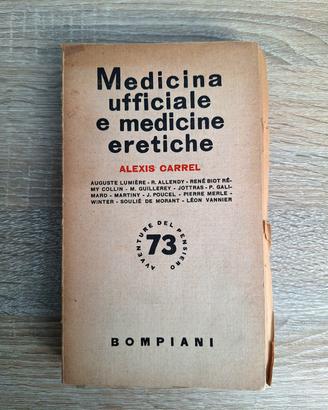 Medicina
ufficiale
e medicine
eretiche
ALEXIS CARREL
AUGUSTE LUMIÈRE - R. ALLENDY - RENÉ BIOT RÉ-
MY COLLIN - M. GUILLEREY - JOTTRAS - P. GALI-
MARD - MARTINY - J. POUCEL - PIERRE MERLE -
WINTER - SOULIÉ DE MORANT - LÉON VANNIER
AVVENTURE DEL PENSIERO
73
BOMPIANI